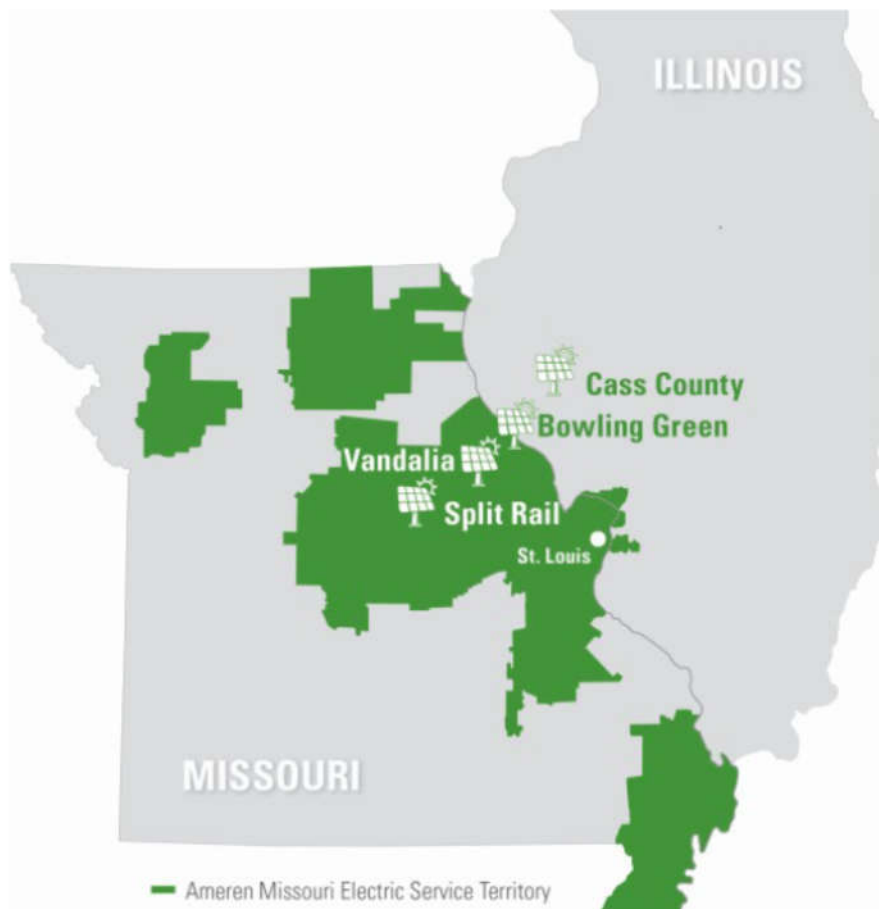 ILLINOIS
Cass County
Bowling Green
Vandalia
Split Rail
St. Louis
MISSOURI
Ameren Missouri Electric Service Territory